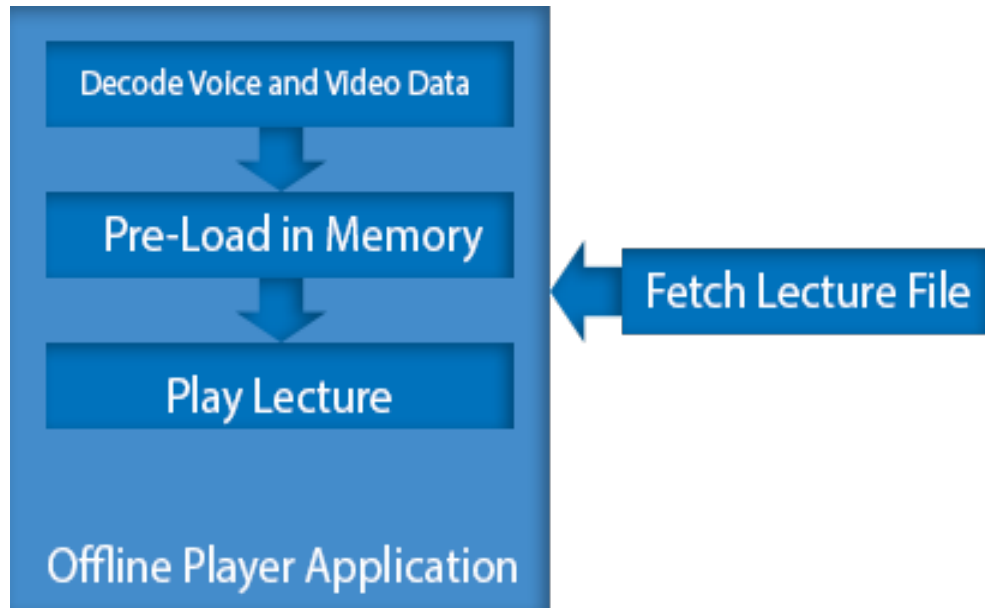 Decode Voice and Video Data
Pre-Load in Memory
Fetch Lecture File
Play Lecture
Offline Player Application